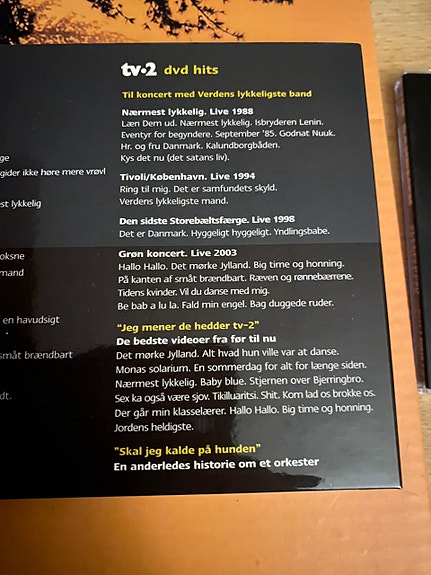 tv·2 dvd hits
Til koncert med Verdens lykkeligste band
Nærmest lykkelig. Live 1988
Læn Dem ud. Nærmest lykkelig. Isbryderen Lenin.
Eventyr for begyndere. September '85. Godnat Nuuk.
Hr. og fru Danmark. Kalundborgbåden.
Kys det nu (det satans liv).
Tivoli/København. Live 1994
Ring til mig. Det er samfundets skyld.
Verdens lykkeligste mand.
Den sidste Storebæltsfærge. Live 1998
Det er Danmark. Hyggeligt hyggeligt. Yndlingsbabe.
Grøn koncert. Live 2003
Hallo Hallo. Det mørke Jylland. Big time og honning.
På kanten af småt brændbart. Ræven og rønnebærrene.
Tidens kvinder. Vil du danse med mig.
Be bab a lu la. Fald min engel. Bag duggede ruder.
"Jeg mener de hedder tv-2"
De bedste videoer fra før til nu
Det mørke Jylland. Alt hvad hun ville var at danse.
Monas solarium. En sommerdag for alt for længe siden.
Nærmest lykkelig. Baby blue. Stjernen over Bjerringbro.
Sex ka også være sjov. Tikilluaritsi. Shit. Kom lad os brokke os.
Der går min klasselærer. Hallo Hallo. Big time og honning.
Jordens heldigste.
"Skal jeg kalde på hunden"
En anderledes historie om et orkester
gider ikke høre mere vrøvl
st lykkelig
oksne
mand
en havudsigt
småt brændbart
dt.